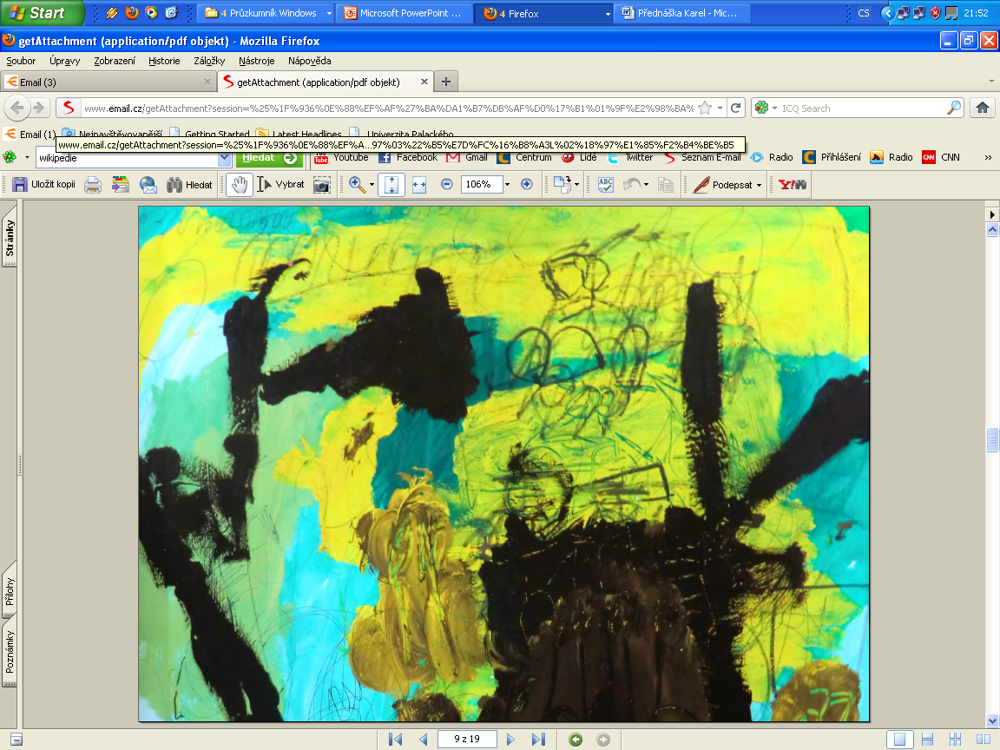 Start
4 Průzkumník Windows
Microsoft PowerPoint ...
4 Firefox
Přednáška Karel - Mic...
CS
21:52
getAttachment (application/pdf objekt) - Mozilla Firefox
Soubor Úpravy Zobrazení Historie Záložky Nástroje Nápověda
Email (3)
getAttachment (application/pdf objekt)
www.email.cz/getAttachment?session=%25%1F%936%0E%88%EF%AF%27%BA%DA1%B7%DB%AF%D0%17%B1%01%9F%E2%98%BA%
ICQ Search
Email (1) Nejnavštěvovanější Getting Started Latest Headlines Univerzita Palackého
www.email.cz/getAttachment?session=%25%1F%936%0E%88%EF%A...97%03%22%B5%E7D%FC%16%B8%A3L%02%18%97%E1%85%F2%B4%BE%B5
wikipedie Hledat Youtube Facebook Gmail Centrum Lidé Twitter Seznam E-mail Radio Přihlášení Radio CNN
Uložit kopii Hledat Vybrat 106% Podepsat
Stránky
Přílohy
Poznámky
9 z 19